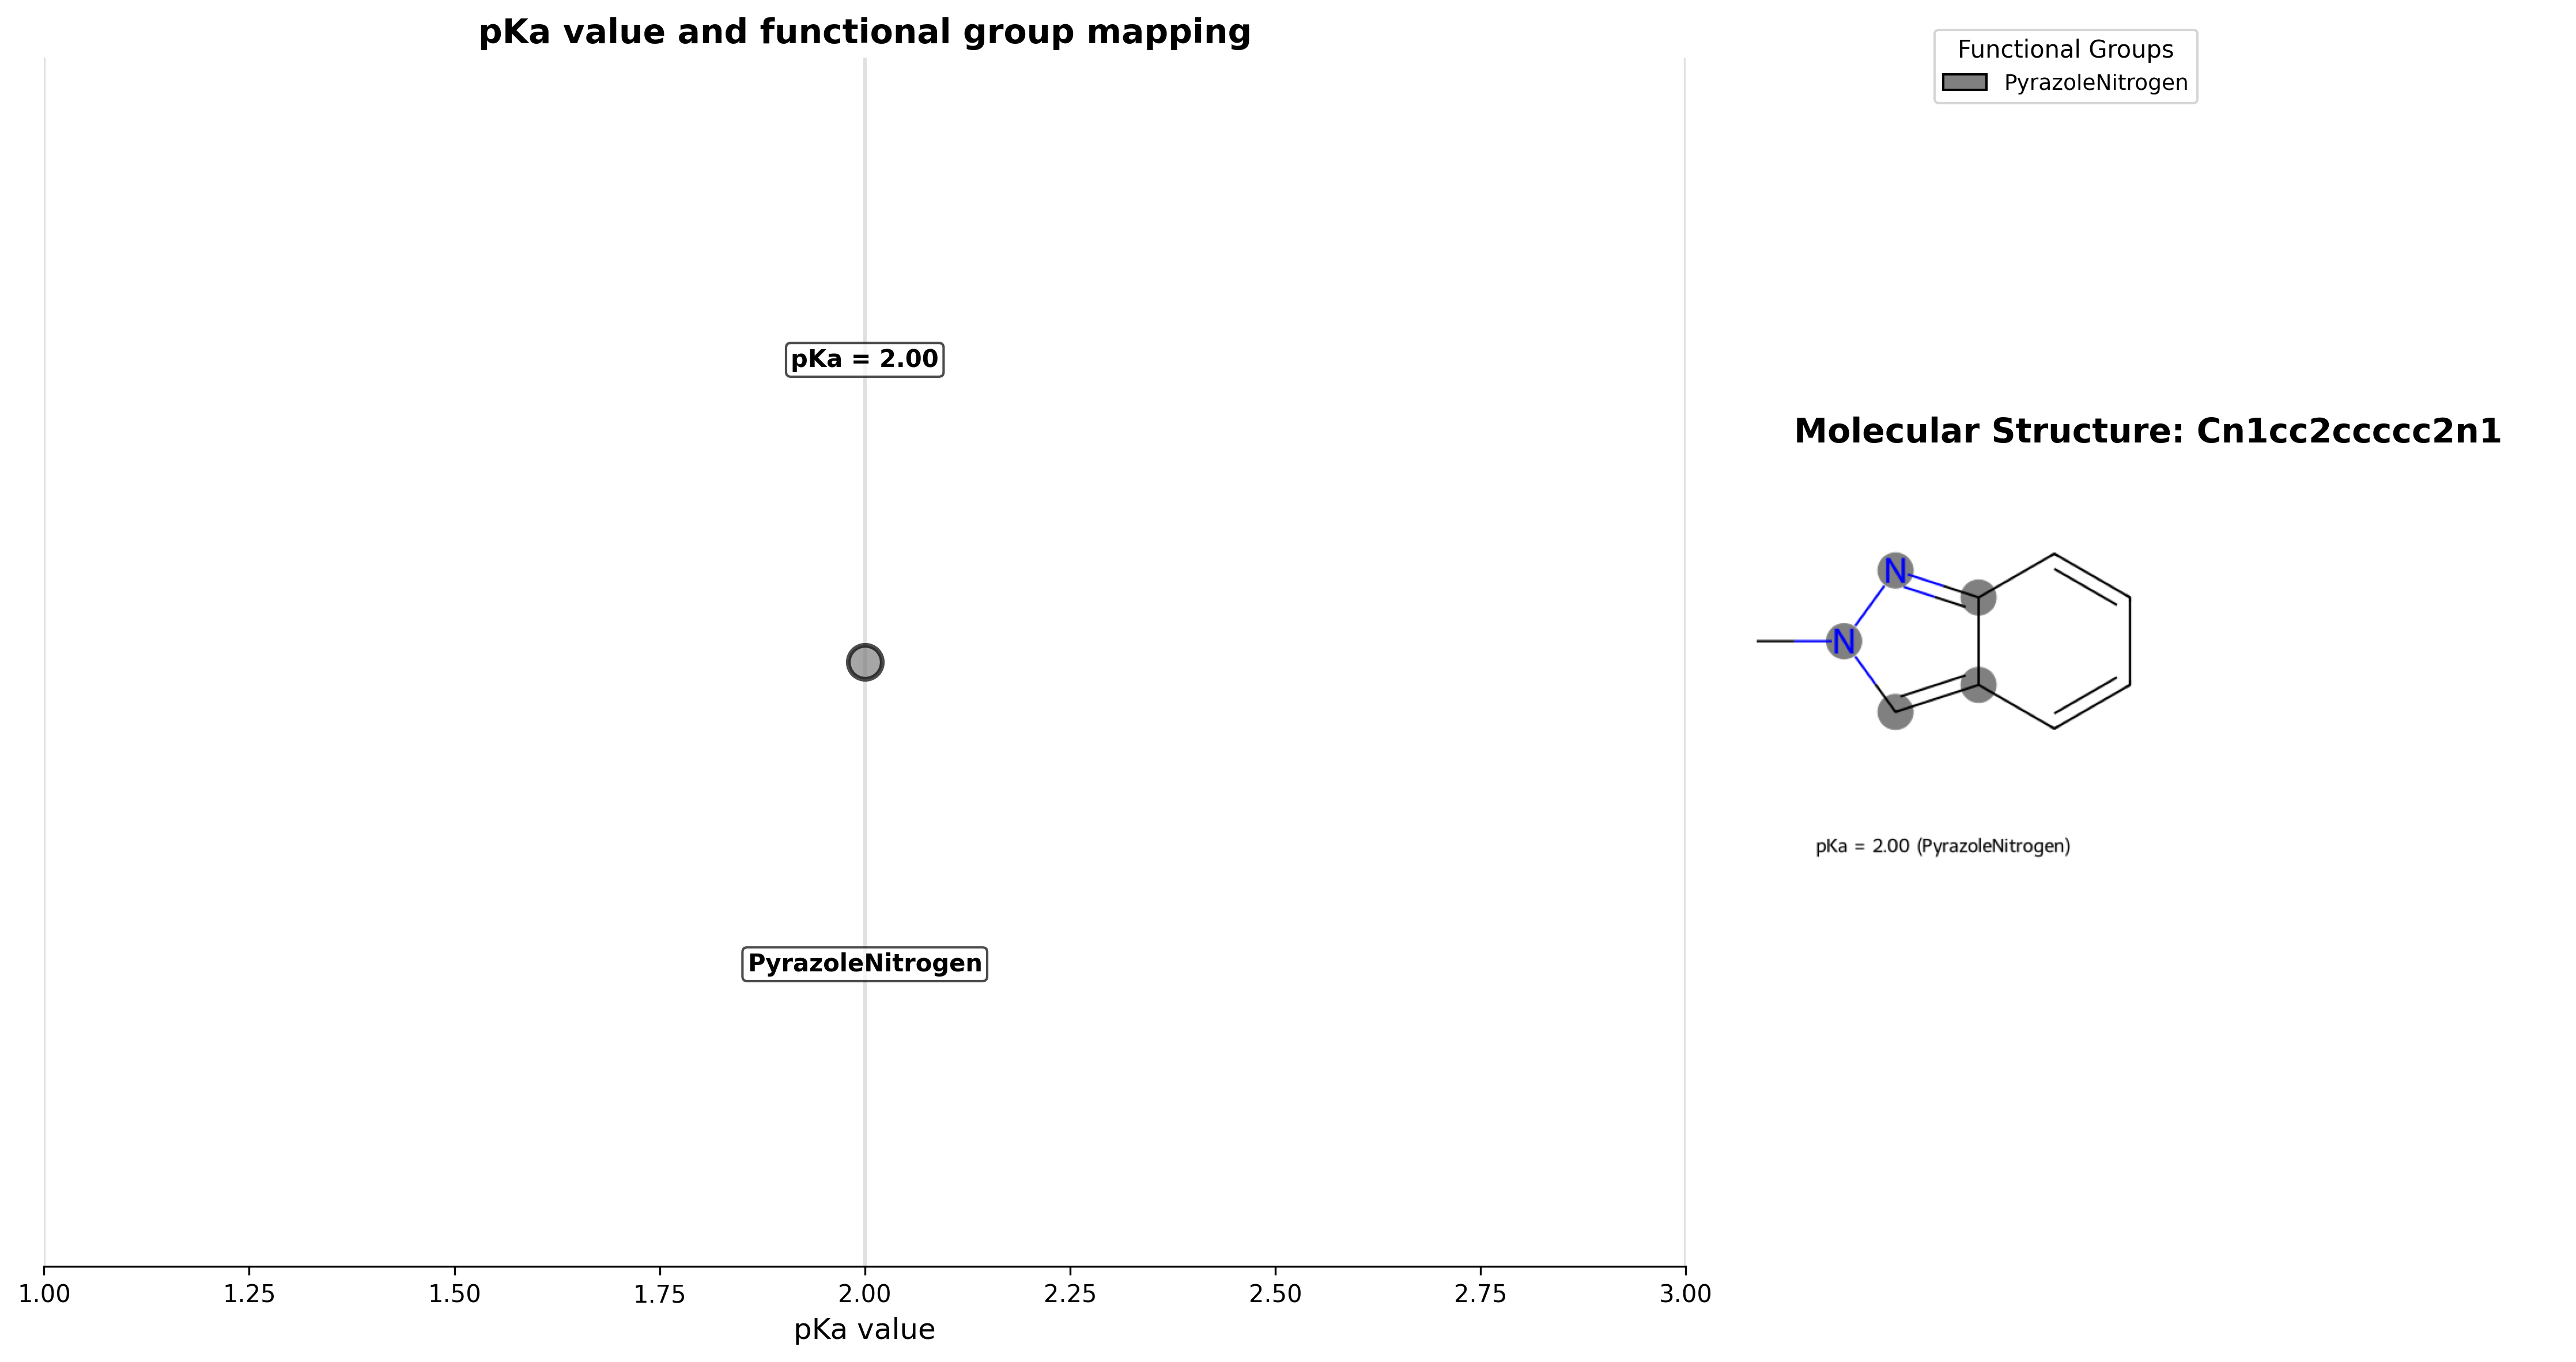 pKa value and functional group mapping
Functional Groups
PyrazoleNitrogen
pKa = 2.00
Molecular Structure: Cn1cc2ccccc2n1
N
N
pKa = 2.00 (PyrazoleNitrogen)
PyrazoleNitrogen
1.00 1.25 1.50 1.75 2.00 2.25 2.50 2.75 3.00
pKa value